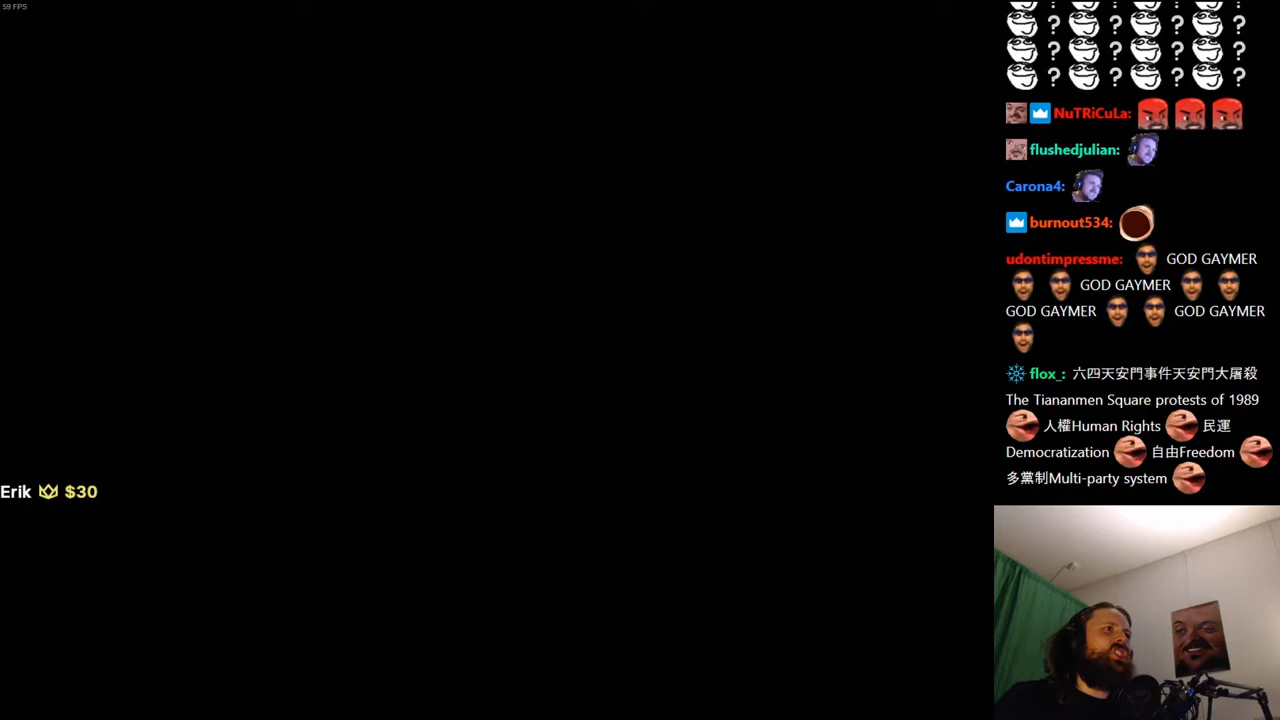 59 FPS
? ? ? ?
? ? ? ?
? ? ? ?
NuTRiCuLa:
flushedjulian:
Carona4:
burnout534:
udontimpressme: GOD GAYMER
GOD GAYMER
GOD GAYMER GOD GAYMER
flox_: 六四天安門事件天安門大屠殺
The Tiananmen Square protests of 1989
人權Human Rights 民運
Democratization 自由Freedom
多黨制Multi-party system
Erik $30